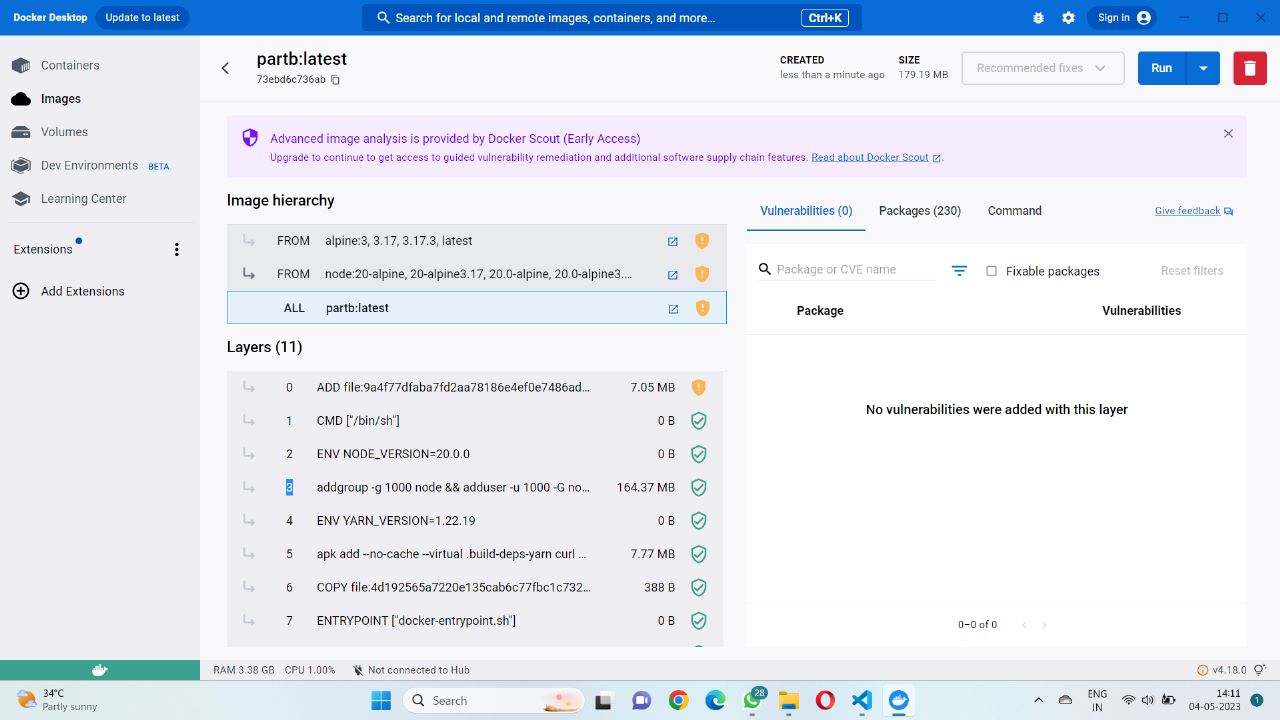 Docker Desktop
Update to latest
Search for local and remote images, containers, and more...
Ctrl+K
Sign in
Containers
Images
Volumes
Dev Environments BETA
Learning Center
Extensions
Add Extensions
partb:latest
73ebd6c736ab
CREATED
less than a minute ago
SIZE
179.19 MB
Recommended fixes
Run
Advanced image analysis is provided by Docker Scout (Early Access)
Upgrade to continue to get access to guided vulnerability remediation and additional software supply chain features. Read about Docker Scout .
Image hierarchy
FROM alpine:3, 3.17, 3.17.3, latest
FROM node:20-alpine, 20-alpine3.17, 20.0-alpine, 20.0-alpine3....
ALL partb:latest
Layers (11)
0 ADD file:9a4f77dfaba7fd2aa78186e4ef0e7486ad... 7.05 MB
1 CMD ["/bin/sh"] 0 B
2 ENV NODE_VERSION=20.0.0 0 B
3 addgroup -g 1000 node && adduser -u 1000 -G no... 164.37 MB
4 ENV YARN_VERSION=1.22.19 0 B
5 apk add --no-cache --virtual .build-deps-yarn curl ... 7.77 MB
6 COPY file:4d192565a7220e135cab6c77fbc1c732... 388 B
7 ENTRYPOINT ["docker-entrypoint.sh"] 0 B
Vulnerabilities (0)
Packages (230)
Command
Give feedback
Package or CVE name
Fixable packages
Reset filters
Package
Vulnerabilities
No vulnerabilities were added with this layer
0–0 of 0
RAM 3.38 GB CPU 1.00% Not connected to Hub
v4.18.0
34°C
Partly sunny
Search
28
ENG
IN
14:11
04-05-2023
1